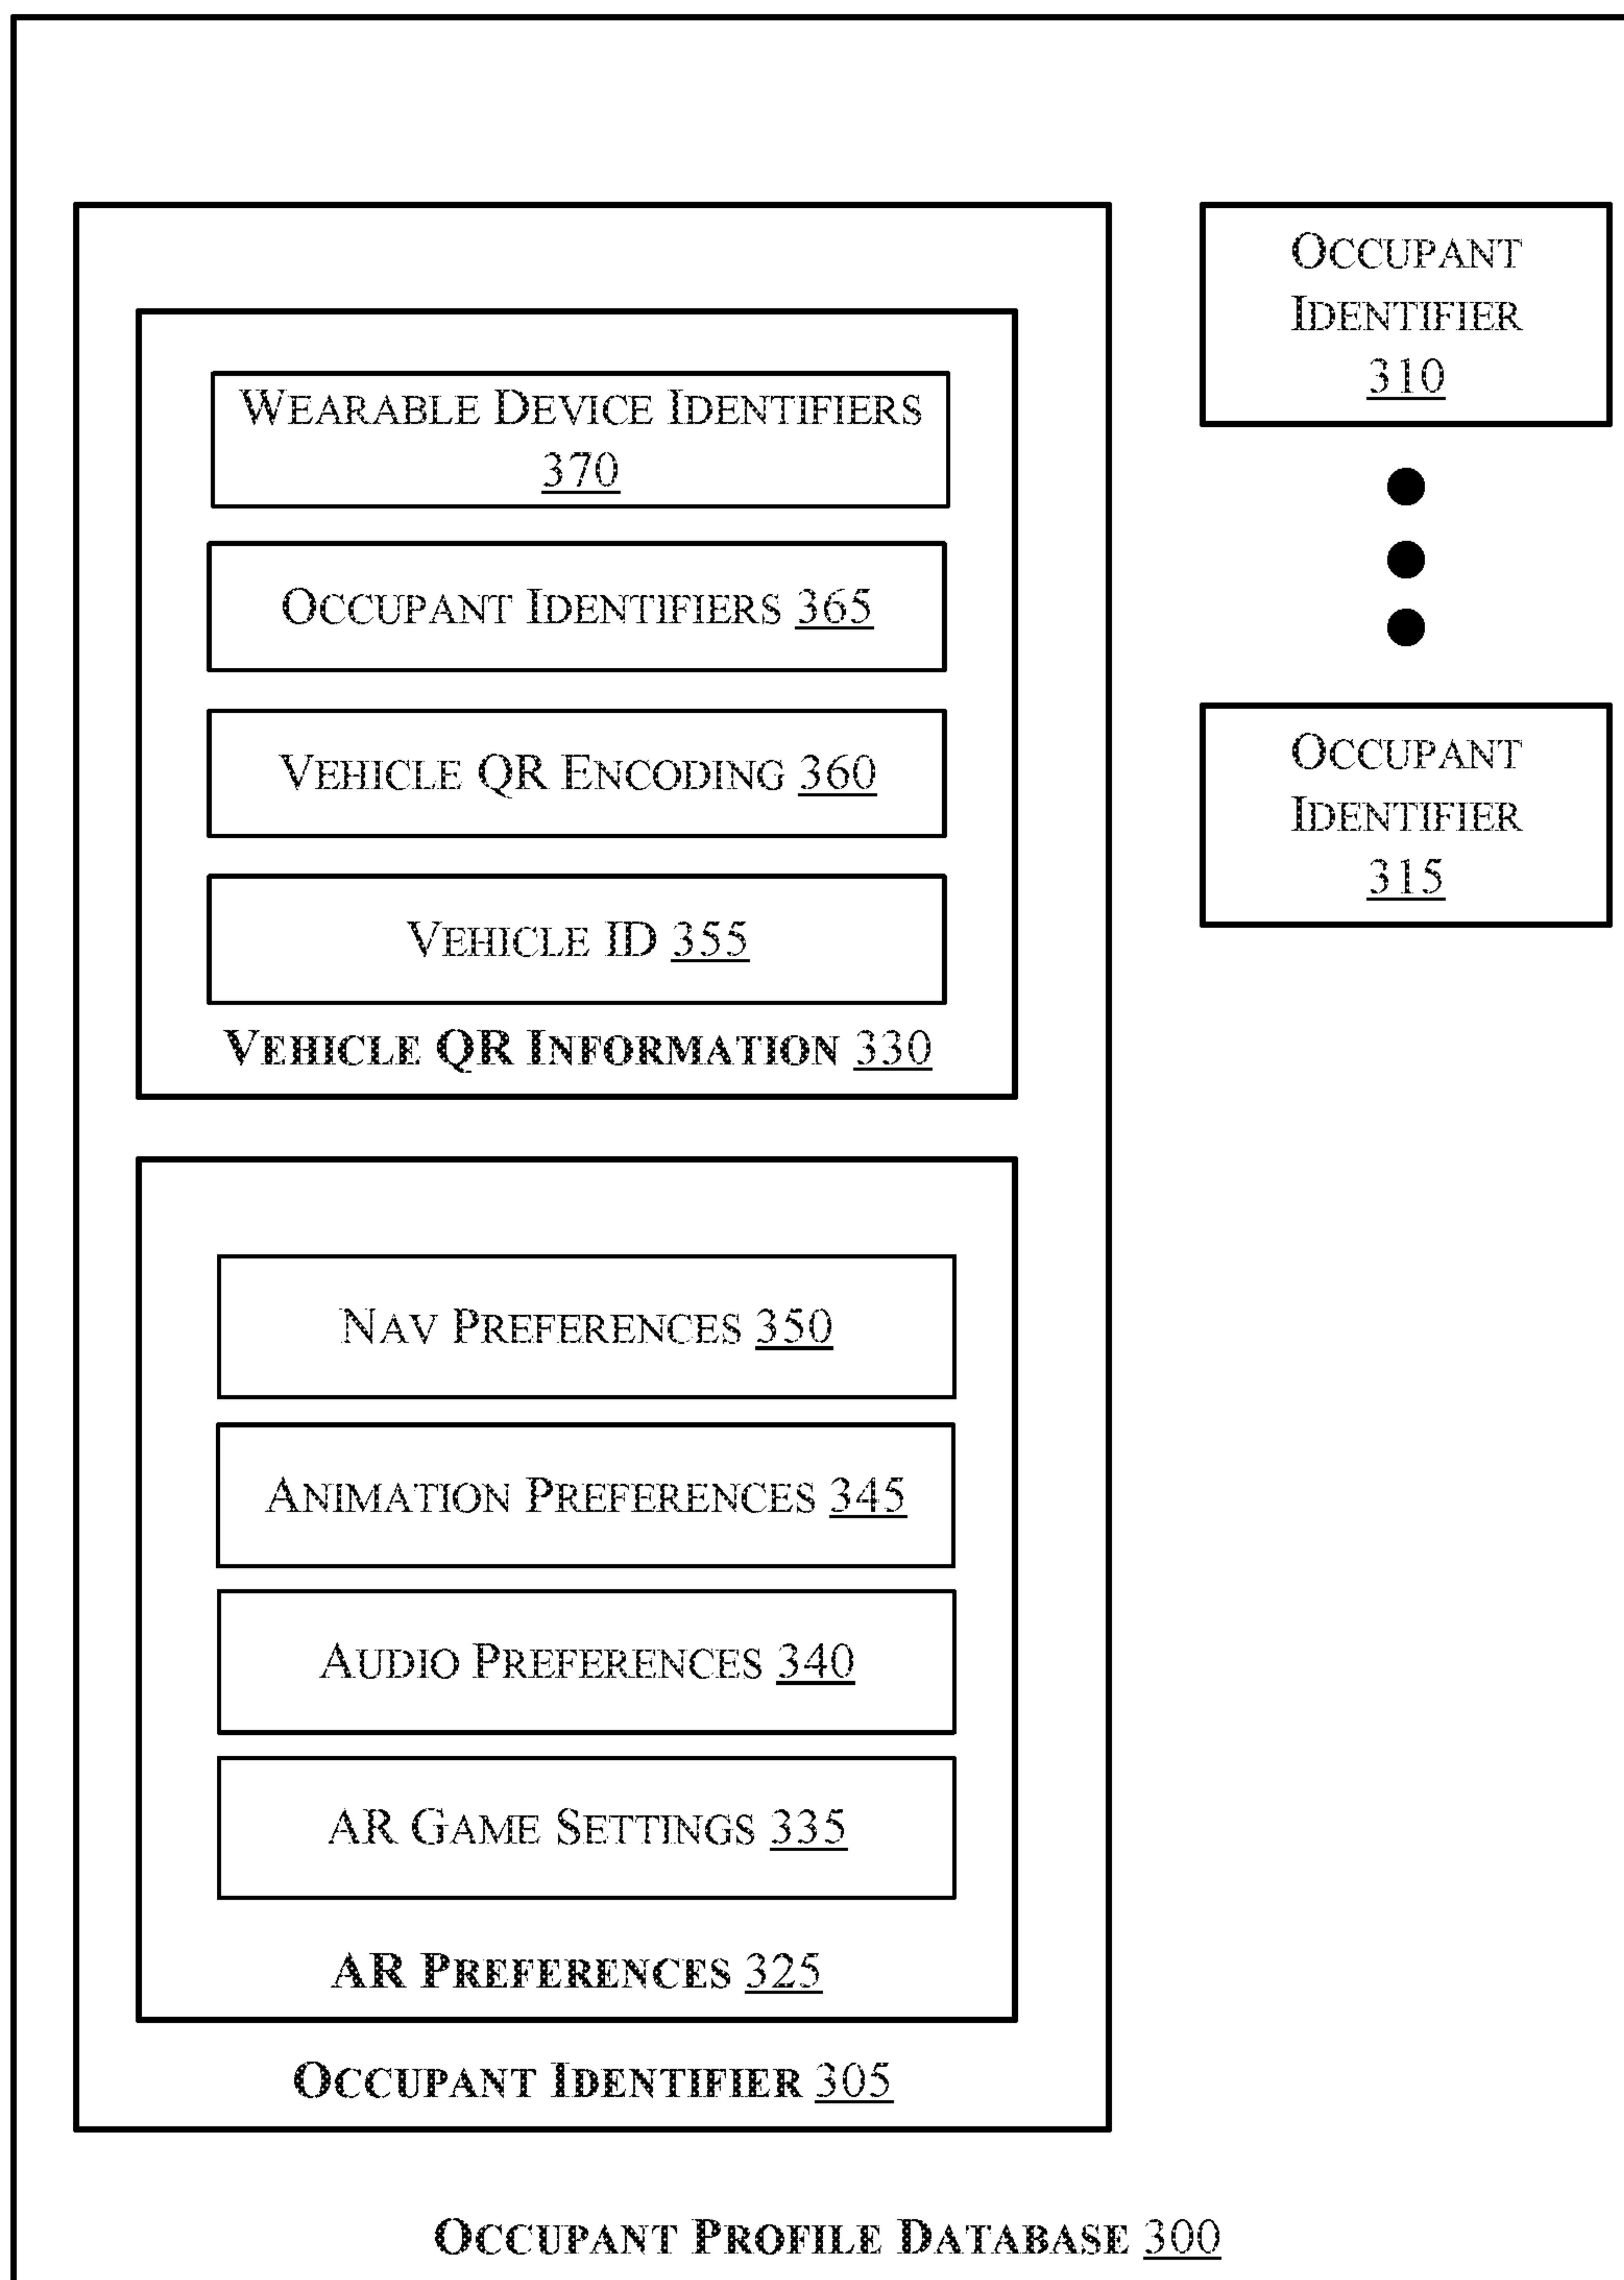 WEARABLE DEVICE IDENTIFIERS
370
OCCUPANT IDENTIFIERS 365
VEHICLE QR ENCODING 360
VEHICLE ID 355
VEHICLE QR INFORMATION 330
NAV PREFERENCES 350
ANIMATION PREFERENCES 345
AUDIO PREFERENCES 340
AR GAME SETTINGS 335
AR PREFERENCES 325
OCCUPANT IDENTIFIER 305
OCCUPANT
IDENTIFIER
310
OCCUPANT
IDENTIFIER
315
OCCUPANT PROFILE DATABASE 300